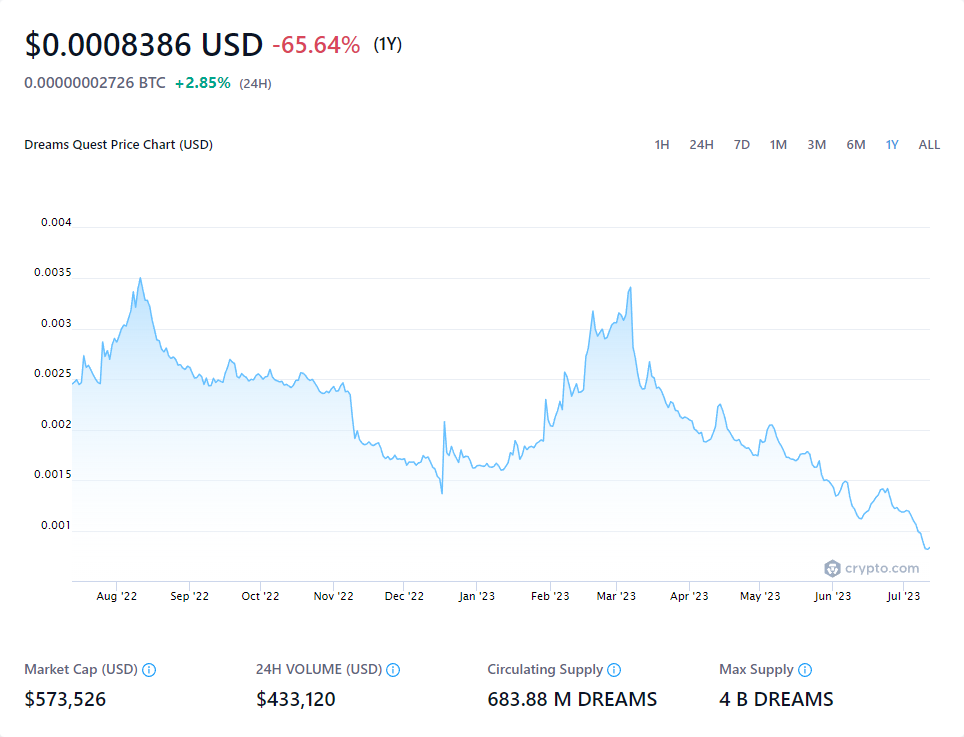 $0.0008386 USD -65.64% (1Y)
0.00000002726 BTC +2.85% (24H)
Dreams Quest Price Chart (USD) 1H 24H 7D 1M 3M 6M 1Y ALL
0.004
0.0035
0.003
0.0025
0.002
0.0015
0.001
crypto.com
Aug '22 Sep '22 Oct '22 Nov '22 Dec '22 Jan '23 Feb '23 Mar '23 Apr '23 May '23 Jun '23 Jul '23
Market Cap (USD) 24H VOLUME (USD) Circulating Supply Max Supply
$573,526 $433,120 683.88 M DREAMS 4 B DREAMS